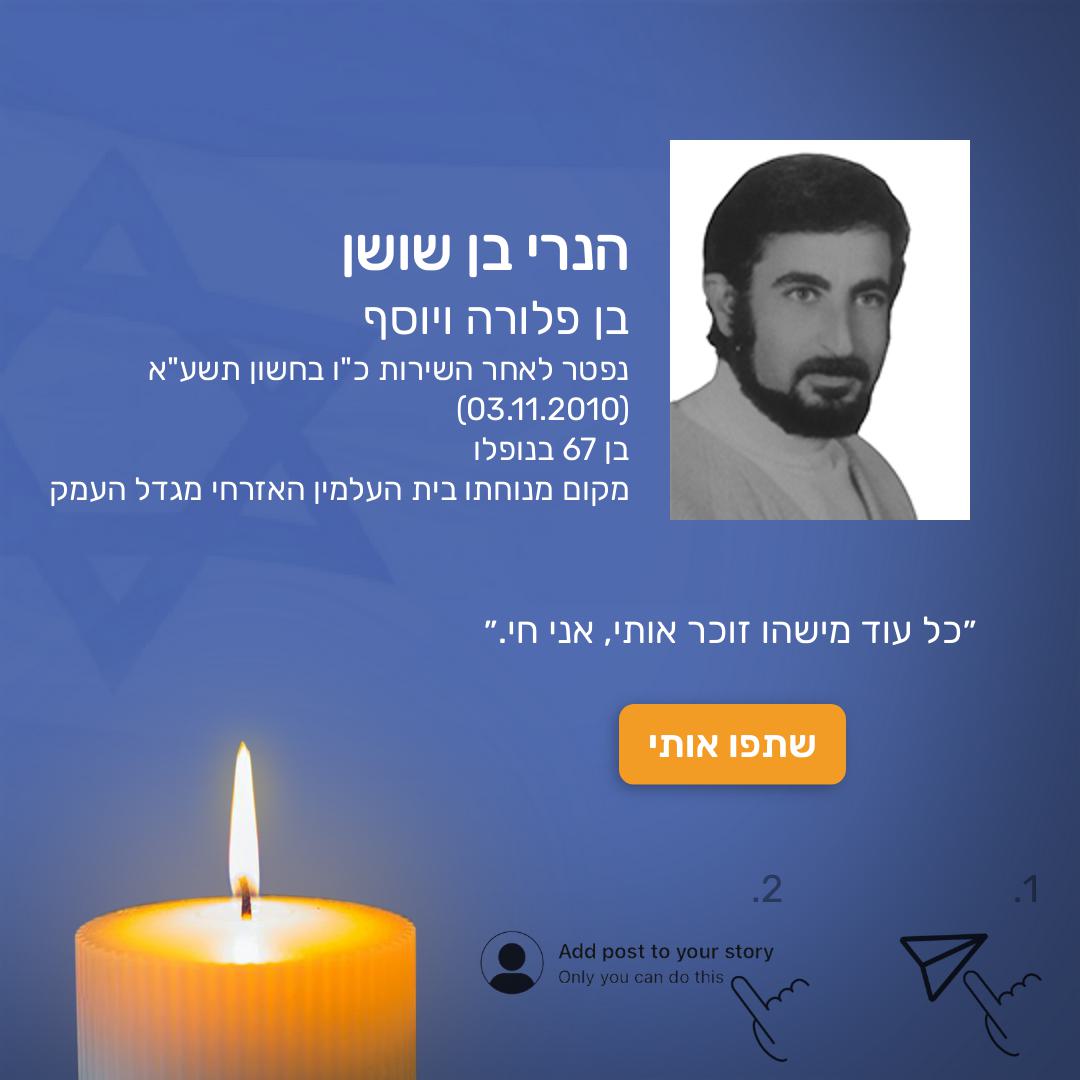 הנרי בן שושן
בן פלורה ויוסף
נפטר לאחר השירות כ"ו בחשון תשע"א
(03.11.2010)
בן 67 בנופלו
מקום מנוחתו בית העלמין האזרחי מגדל העמק
״כל עוד מישהו זוכר אותי, אני חי.״
שתפו אותי
.1
.2
Add post to your story
Only you can do this